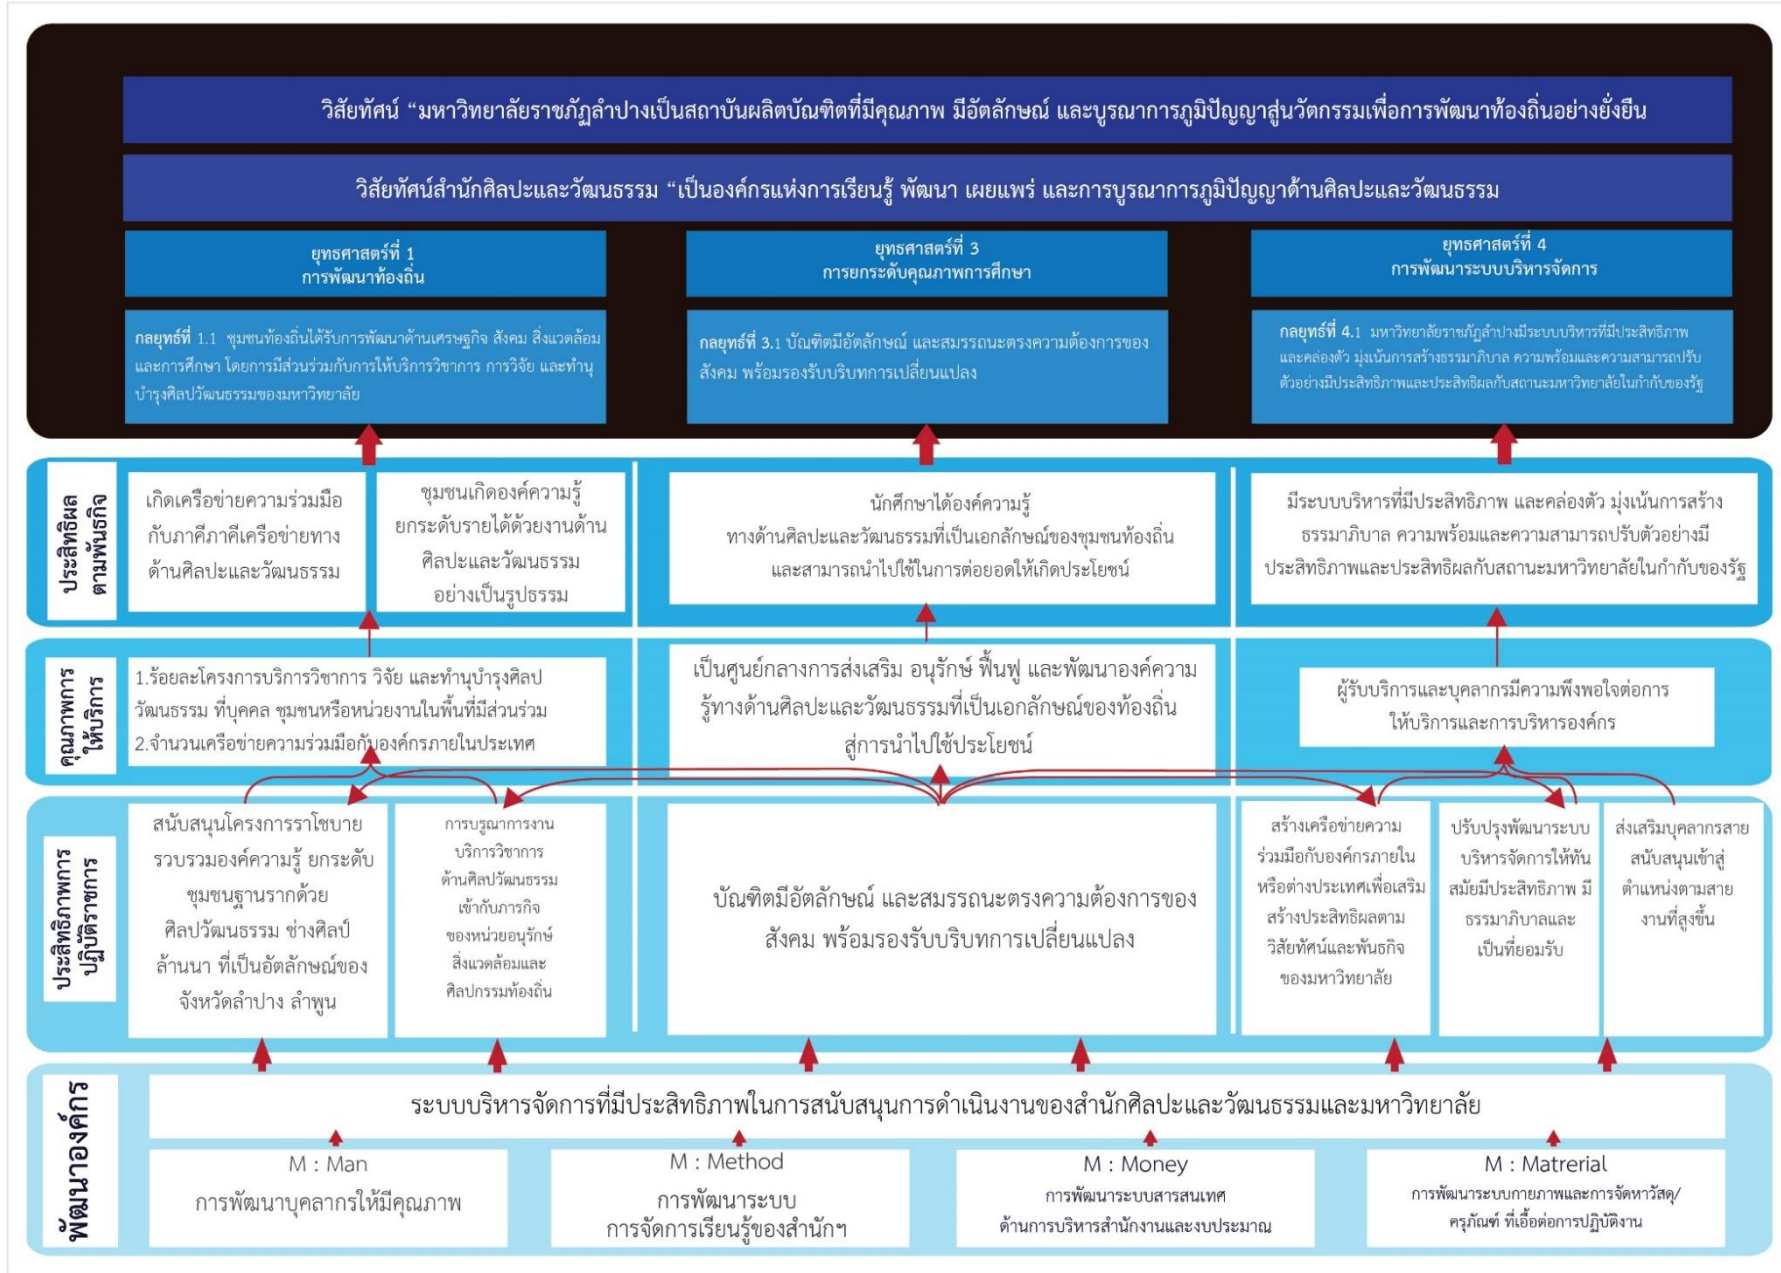 วิสัยทัศน์ “มหาวิทยาลัยราชภัฏลำปางเป็นสถาบันผลิตบัณฑิตที่มีคุณภาพ มีอัตลักษณ์ และบูรณาการภูมิปัญญาสู่นวัตกรรมเพื่อการพัฒนาท้องถิ่นอย่างยั่งยืน
วิสัยทัศน์สำนักศิลปะและวัฒนธรรม “เป็นองค์กรแห่งการเรียนรู้ พัฒนา เผยแพร่ และการบูรณาการภูมิปัญญาด้านศิลปะและวัฒนธรรม
ยุทธศาสตร์ที่ 1
การพัฒนาท้องถิ่น
ยุทธศาสตร์ที่ 3
การยกระดับคุณภาพการศึกษา
ยุทธศาสตร์ที่ 4
การพัฒนาระบบบริหารจัดการ
กลยุทธ์ที่ 1.1 ชุมชนท้องถิ่นได้รับการพัฒนาด้านเศรษฐกิจ สังคม สิ่งแวดล้อม
และการศึกษา โดยการมีส่วนร่วมกับการให้บริการวิชาการ การวิจัย และทำนุ
บำรุงศิลปวัฒนธรรมของมหาวิทยาลัย
กลยุทธ์ที่ 3.1 บัณฑิตมีอัตลักษณ์ และสมรรถนะตรงความต้องการของ
สังคม พร้อมรองรับบริบทการเปลี่ยนแปลง
กลยุทธ์ที่ 4.1 มหาวิทยาลัยราชภัฏลำปางมีระบบบริหารที่มีประสิทธิภาพ
และคล่องตัว มุ่งเน้นการสร้างธรรมาภิบาล ความพร้อมและความสามารถปรับ
ตัวอย่างมีประสิทธิภาพและประสิทธิผลกับสถานะมหาวิทยาลัยในกำกับของรัฐ
ประสิทธิผล
ตามพันธกิจ
เกิดเครือข่ายความร่วมมือ
กับภาคีภาคีเครือข่ายทาง
ด้านศิลปะและวัฒนธรรม
ชุมชนเกิดองค์ความรู้
ยกระดับรายได้ด้วยงานด้าน
ศิลปะและวัฒนธรรม
อย่างเป็นรูปธรรม
นักศึกษาได้องค์ความรู้
ทางด้านศิลปะและวัฒนธรรมที่เป็นเอกลักษณ์ของชุมชนท้องถิ่น
และสามารถนำไปใช้ในการต่อยอดให้เกิดประโยชน์
มีระบบบริหารที่มีประสิทธิภาพ และคล่องตัว มุ่งเน้นการสร้าง
ธรรมาภิบาล ความพร้อมและความสามารถปรับตัวอย่างมี
ประสิทธิภาพและประสิทธิผลกับสถานะมหาวิทยาลัยในกำกับของรัฐ
คุณภาพการ
ให้บริการ
1.ร้อยละโครงการบริการวิชาการ วิจัย และทำนุบำรุงศิลป
วัฒนธรรม ที่บุคคล ชุมชนหรือหน่วยงานในพื้นที่มีส่วนร่วม
2.จำนวนเครือข่ายความร่วมมือกับองค์กรภายในประเทศ
เป็นศูนย์กลางการส่งเสริม อนุรักษ์ ฟื้นฟู และพัฒนาองค์ความ
รู้ทางด้านศิลปะและวัฒนธรรมที่เป็นเอกลักษณ์ของท้องถิ่น
สู่การนำไปใช้ประโยชน์
ผู้รับบริการและบุคลากรมีความพึงพอใจต่อการ
ให้บริการและการบริหารองค์กร
ประสิทธิภาพการ
ปฏิบัติราชการ
สนับสนุนโครงการราโชบาย
รวบรวมองค์ความรู้ ยกระดับ
ชุมชนฐานรากด้วย
ศิลปวัฒนธรรม ช่างศิลป์
ล้านนา ที่เป็นอัตลักษณ์ของ
จังหวัดลำปาง ลำพูน
การบรูณาการงาน
บริการวิชาการ
ด้านศิลปวัฒนธรรม
เข้ากับภารกิจ
ของหน่วยอนุรักษ์
สิ่งแวดล้อมและ
ศิลปกรรมท้องถิ่น
บัณฑิตมีอัตลักษณ์ และสมรรถนะตรงความต้องการของ
สังคม พร้อมรองรับบริบทการเปลี่ยนแปลง
สร้างเครือข่ายความ
ร่วมมือกับองค์กรภายใน
หรือต่างประเทศเพื่อเสริม
สร้างประสิทธิผลตาม
วิสัยทัศน์และพันธกิจ
ของมหาวิทยาลัย
ปรับปรุงพัฒนาระบบ
บริหารจัดการให้ทัน
สมัยมีประสิทธิภาพ มี
ธรรมาภิบาลและ
เป็นที่ยอมรับ
ส่งเสริมบุคลากรสาย
สนับสนุนเข้าสู่
ตำแหน่งตามสาย
งานที่สูงขึ้น
พัฒนาองค์กร
ระบบบริหารจัดการที่มีประสิทธิภาพในการสนับสนุนการดำเนินงานของสำนักศิลปะและวัฒนธรรมและมหาวิทยาลัย
M : Man
การพัฒนาบุคลากรให้มีคุณภาพ
M : Method
การพัฒนาระบบ
การจัดการเรียนรู้ของสำนักฯ
M : Money
การพัฒนาระบบสารสนเทศ
ด้านการบริหารสำนักงานและงบประมาณ
M : Matrerial
การพัฒนาระบบกายภาพและการจัดหาวัสดุ/
ครุภัณฑ์ ที่เอื้อต่อการปฏิบัติงาน